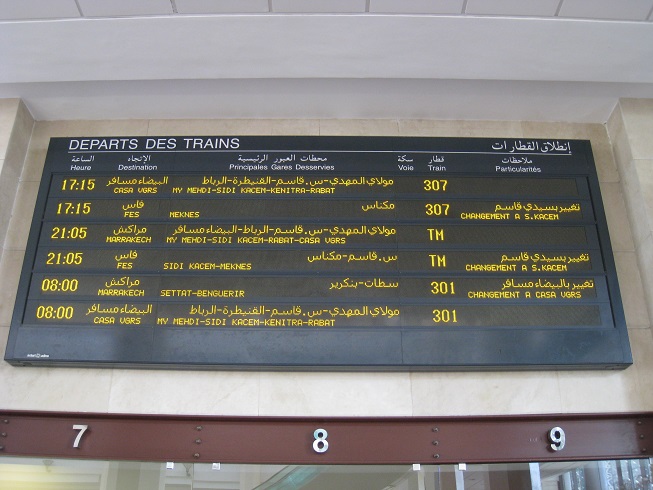 DEPARTS DES TRAINS انطلاق القطارات
الساعة الإتجاه محطات العبور الرئيسية سكة قطار ملاحظات
Heure Destination Principales Gares Desservies Voie Train Particularités
17:15 البيضاء مسافر مولاي المهدي-س.قاسم-القنيطرة-الرباط 307
CASA VGRS MY MEHDI-SIDI KACEM-KENITRA-RABAT
17:15 فاس مكناس 307 تغيير بسيدي قاسم
FES MEKNES CHANGEMENT A S.KACEM
21:05 مراكش مولاي المهدي-س.قاسم-الرباط-البيضاء مسافر TM
MARRAKECH MY MEHDI-SIDI KACEM-RABAT-CASA VGRS
21:05 فاس س.قاسم-مكناس TM تغيير بسيدي قاسم
FES SIDI KACEM-MEKNES CHANGEMENT A S.KACEM
08:00 مراكش سطات-بنكرير 301 تغيير بالبيضاء مسافر
MARRAKECH SETTAT-BENGUERIR CHANGEMENT A CASA VGRS
08:00 البيضاء مسافر مولاي المهدي-س.قاسم-القنيطرة-الرباط 301
CASA VGRS MY MEHDI-SIDI KACEM-KENITRA-RABAT
7 8 9